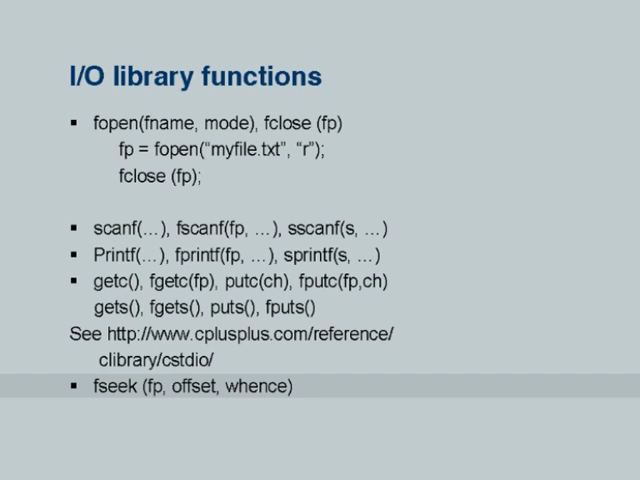 I/O library functions
▪ fopen(fname, mode), fclose (fp)
fp = fopen(“myfile.txt”, “r”);
fclose (fp);
▪ scanf(…), fscanf(fp, …), sscanf(s, …)
▪ Printf(…), fprintf(fp, …), sprintf(s, …)
▪ getc(), fgetc(fp), putc(ch), fputc(fp,ch)
gets(), fgets(), puts(), fputs()
See http://www.cplusplus.com/reference/
clibrary/cstdio/
▪ fseek (fp, offset, whence)